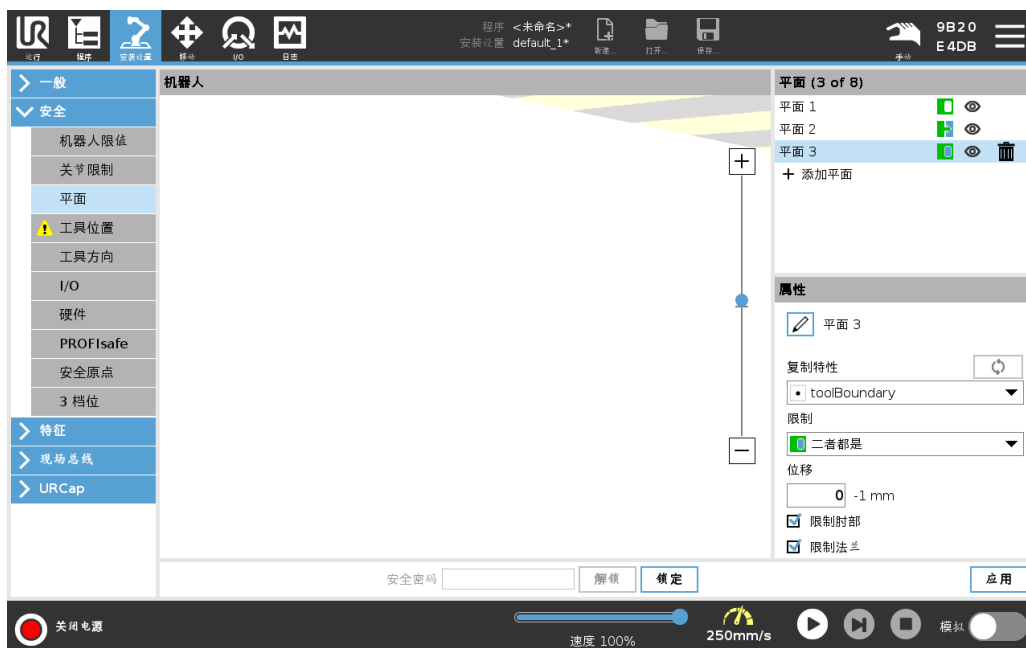 程序 <未命名>*
安装设置 default_1*
运行
程序
安装设置
移动
I/O
日志
新建...
打开...
保存...
手动
9B20
E4DB
一般
安全
机器人限值
关节限制
平面
工具位置
工具方向
I/O
硬件
PROFIsafe
安全原点
3 档位
特征
现场总线
URCap
机器人
平面 (3 of 8)
平面 1
平面 2
平面 3
添加平面
属性
平面 3
复制特性
toolBoundary
限制
二者都是
位移
0 -1 mm
限制肘部
限制法兰
安全密码
解锁
锁定
应用
关闭电源
速度 100%
250mm/s
模拟